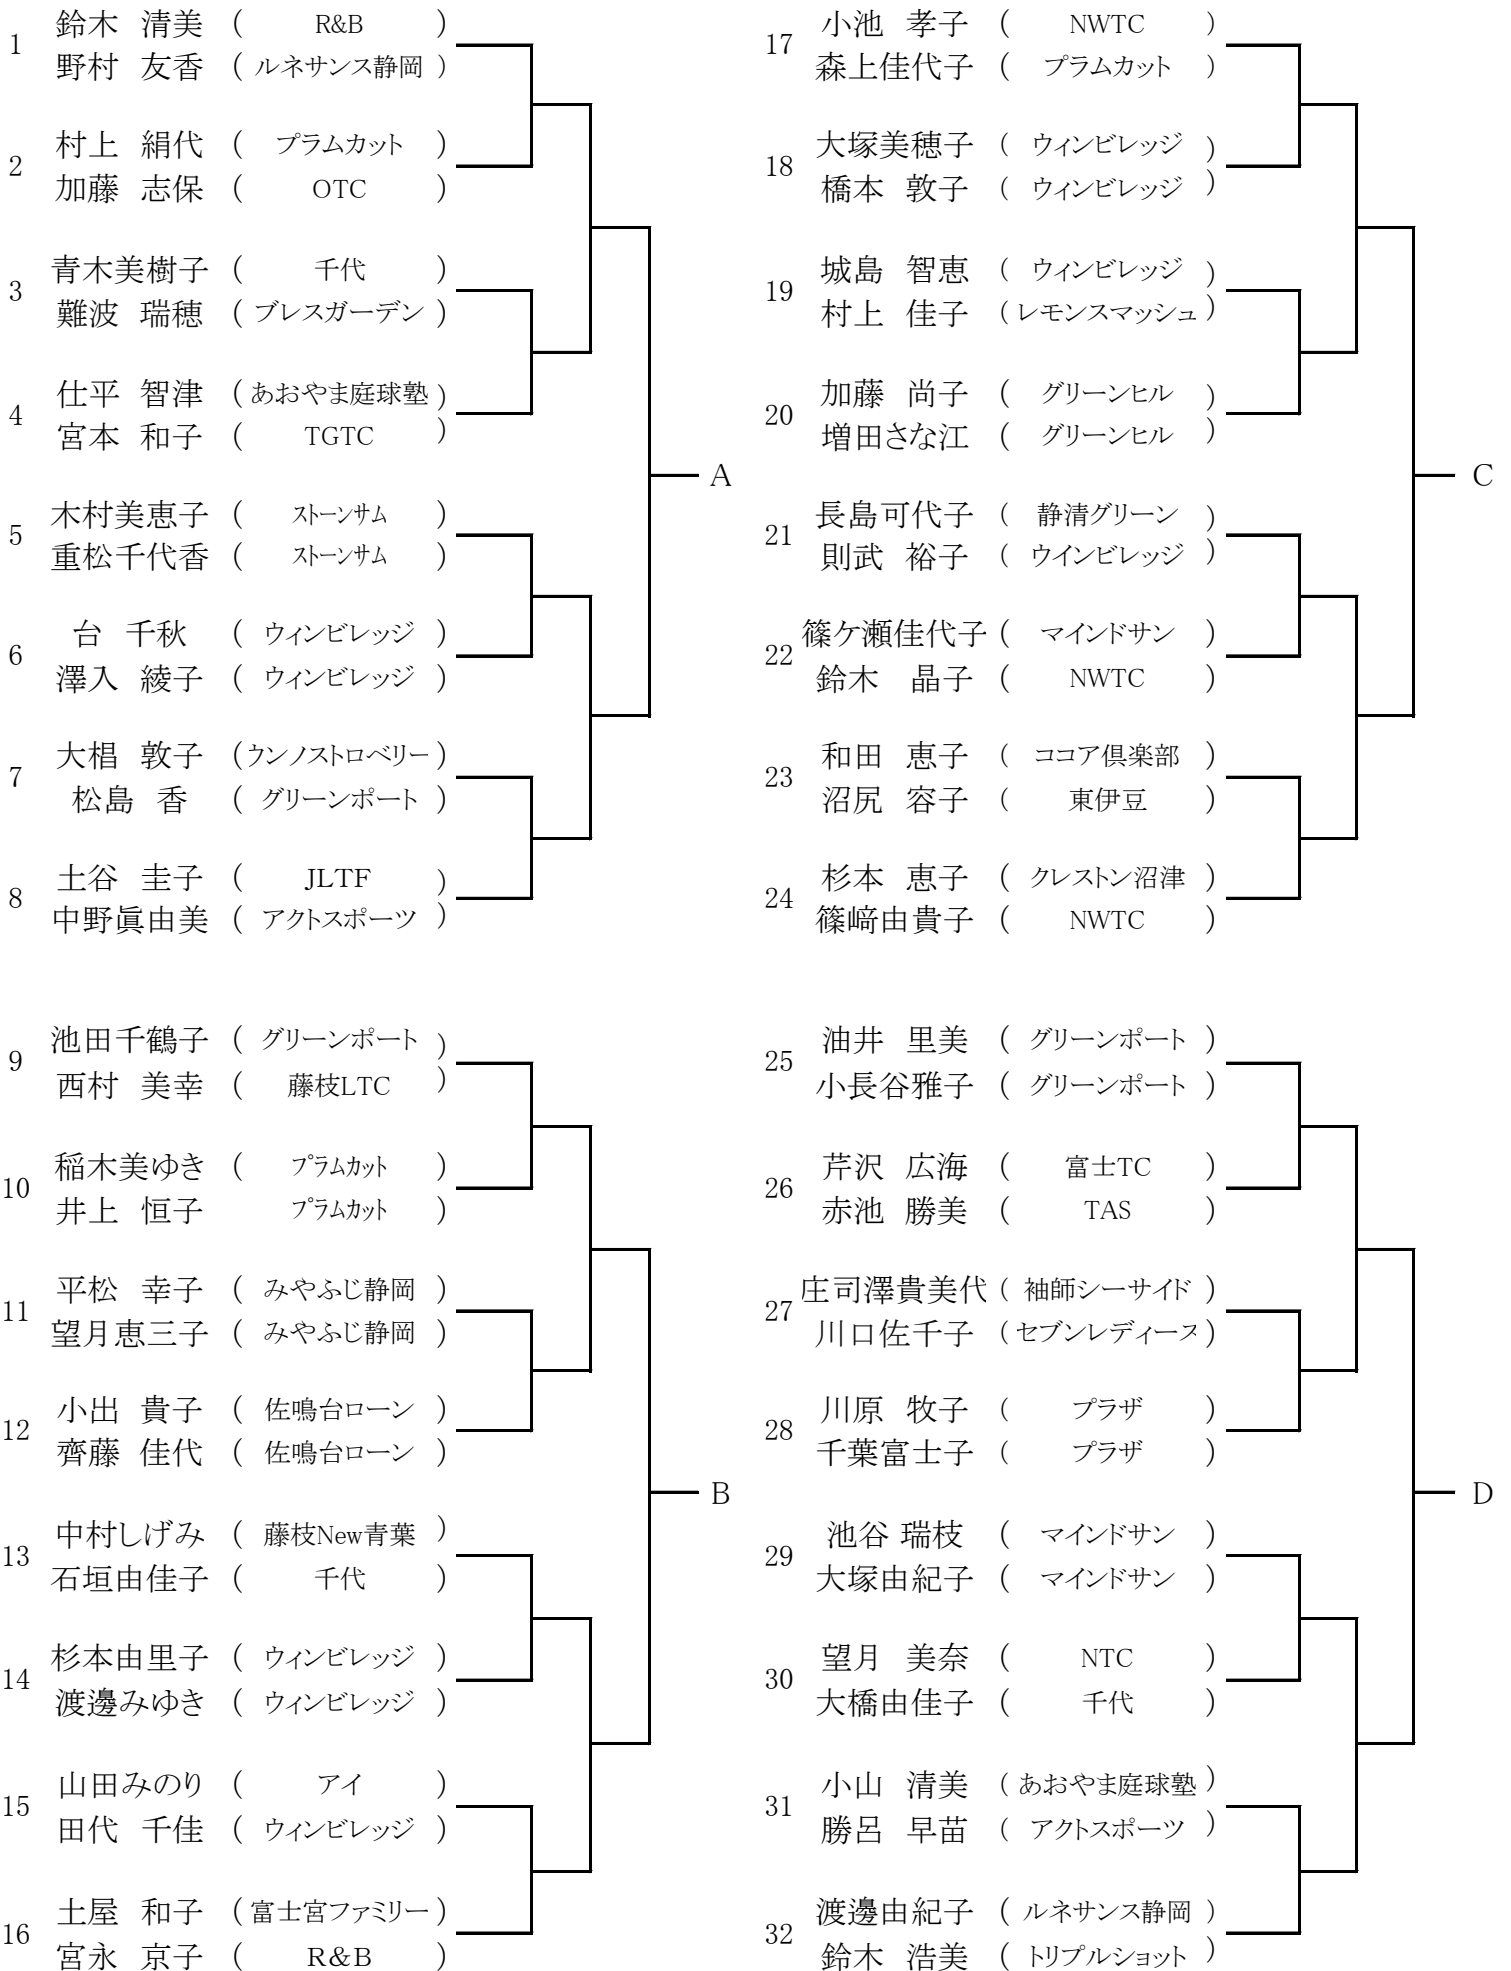 1
鈴木 清美 ( R&B )
野村 友香 ( ルネサンス静岡 )
2
村上 絹代 ( プラムカット )
加藤 志保 ( OTC )
3
青木美樹子 ( 千代 )
難波 瑞穂 ( ブレスガーデン )
4
仕平 智津 ( あおやま庭球塾 )
宮本 和子 ( TGTC )
A
5
木村美恵子 ( ストーンサム )
重松千代香 ( ストーンサム )
6
台 千秋 ( ウィンビレッジ )
澤入 綾子 ( ウィンビレッジ )
7
大椙 敦子 ( ウンノストロベリー )
松島 香 ( グリーンポート )
8
土谷 圭子 ( JLTF )
中野眞由美 ( アクトスポーツ )
9
池田千鶴子 ( グリーンポート )
西村 美幸 ( 藤枝LTC )
10
稲木美ゆき ( プラムカット )
井上 恒子 プラムカット )
11
平松 幸子 ( みやふじ静岡 )
望月恵三子 ( みやふじ静岡 )
12
小出 貴子 ( 佐鳴台ローン )
齊藤 佳代 ( 佐鳴台ローン )
B
13
中村しげみ ( 藤枝New青葉 )
石垣由佳子 ( 千代 )
14
杉本由里子 ( ウィンビレッジ )
渡邊みゆき ( ウィンビレッジ )
15
山田みのり ( アイ )
田代 千佳 ( ウィンビレッジ )
16
土屋 和子 ( 富士宮ファミリー )
宮永 京子 ( R&B )
17
小池 孝子 ( NWTC )
森上佳代子 ( プラムカット )
18
大塚美穂子 ( ウィンビレッジ )
橋本 敦子 ( ウィンビレッジ )
19
城島 智恵 ( ウィンビレッジ )
村上 佳子 ( レモンスマッシュ )
20
加藤 尚子 ( グリーンヒル )
増田さな江 ( グリーンヒル )
C
21
長島可代子 ( 静清グリーン )
則武 裕子 ( ウインビレッジ )
22
篠ケ瀬佳代子 ( マインドサン )
鈴木 晶子 ( NWTC )
23
和田 恵子 ( ココア倶楽部 )
沼尻 容子 ( 東伊豆 )
24
杉本 恵子 ( クレストン沼津 )
篠﨑由貴子 ( NWTC )
25
油井 里美 ( グリーンポート )
小長谷雅子 ( グリーンポート )
26
芹沢 広海 ( 富士TC )
赤池 勝美 ( TAS )
27
庄司澤貴美代 ( 袖師シーサイド )
川口佐千子 ( セブンレディース )
28
川原 牧子 ( プラザ )
千葉富士子 ( プラザ )
D
29
池谷 瑞枝 ( マインドサン )
大塚由紀子 ( マインドサン )
30
望月 美奈 ( NTC )
大橋由佳子 ( 千代 )
31
小山 清美 ( あおやま庭球塾 )
勝呂 早苗 ( アクトスポーツ )
32
渡邊由紀子 ( ルネサンス静岡 )
鈴木 浩美 ( トリプルショット )